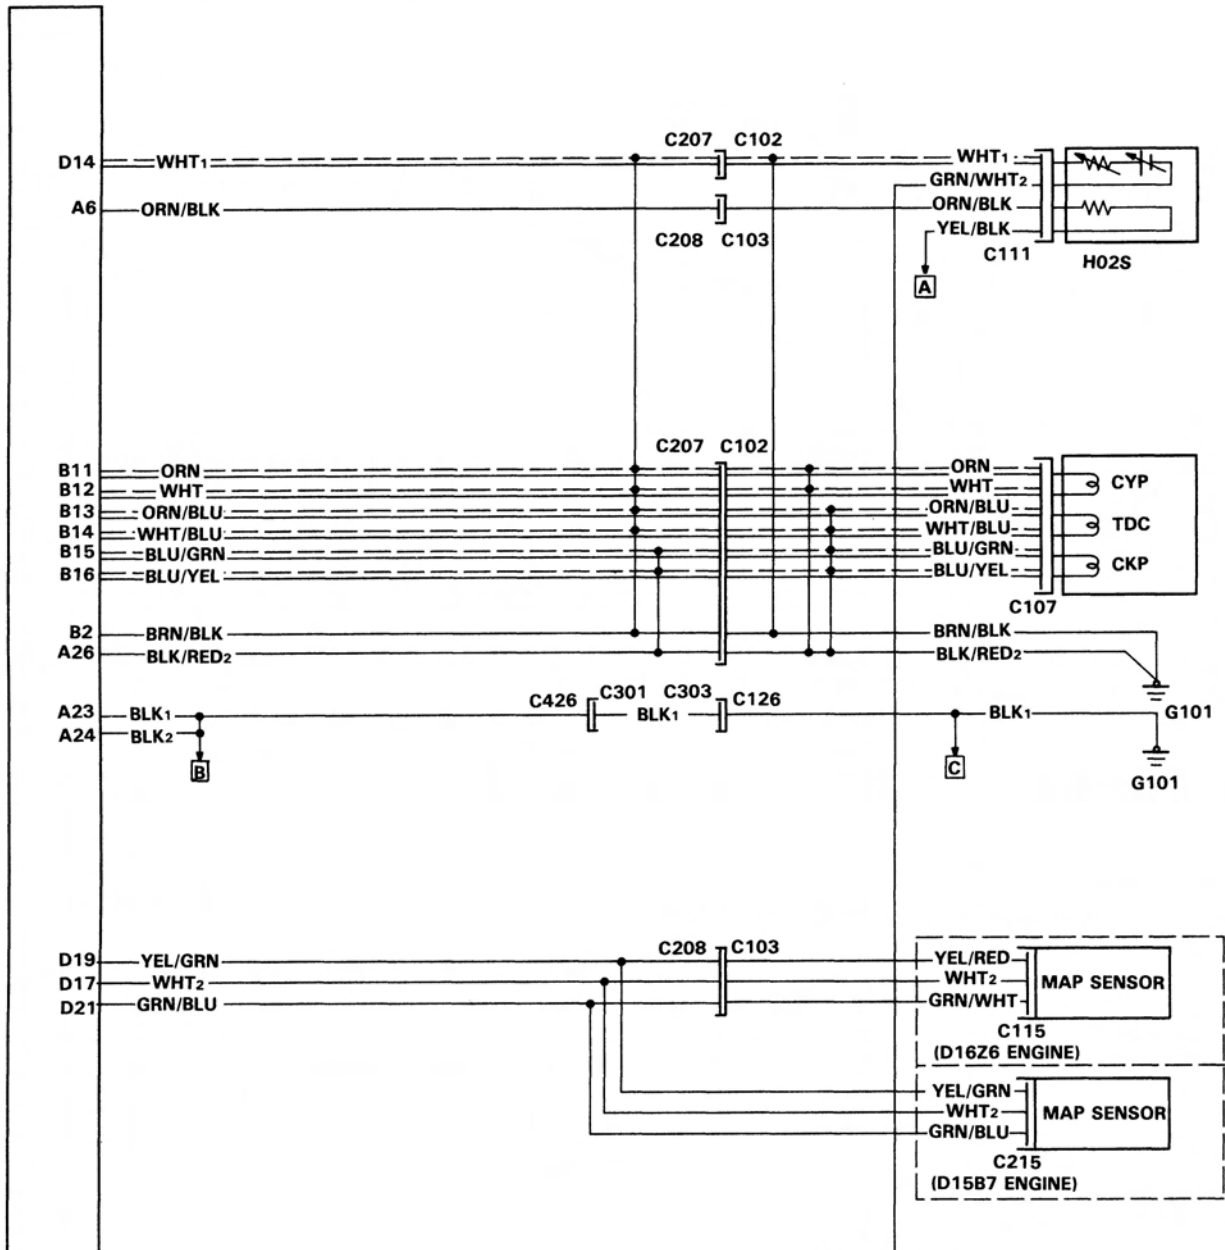 C207 C102
D14 WHT1 WHT1
GRN/WHT2
A6 ORN/BLK ORN/BLK
C208 C103
YEL/BLK
C111
H02S
A
C207 C102
B11 ORN ORN
B12 WHT WHT CYP
B13 ORN/BLU ORN/BLU
B14 WHT/BLU WHT/BLU TDC
B15 BLU/GRN BLU/GRN
B16 BLU/YEL BLU/YEL CKP
C107
B2 BRN/BLK BRN/BLK
A26 BLK/RED2 BLK/RED2
C426 C301 C303 C126
A23 BLK1 BLK1 BLK1 G101
A24 BLK2
B C
G101
C208 C103
D19 YEL/GRN YEL/RED
D17 WHT2 WHT2 MAP SENSOR
D21 GRN/BLU GRN/WHT
C115
(D16Z6 ENGINE)
YEL/GRN
WHT2 MAP SENSOR
GRN/BLU
C215
(D15B7 ENGINE)